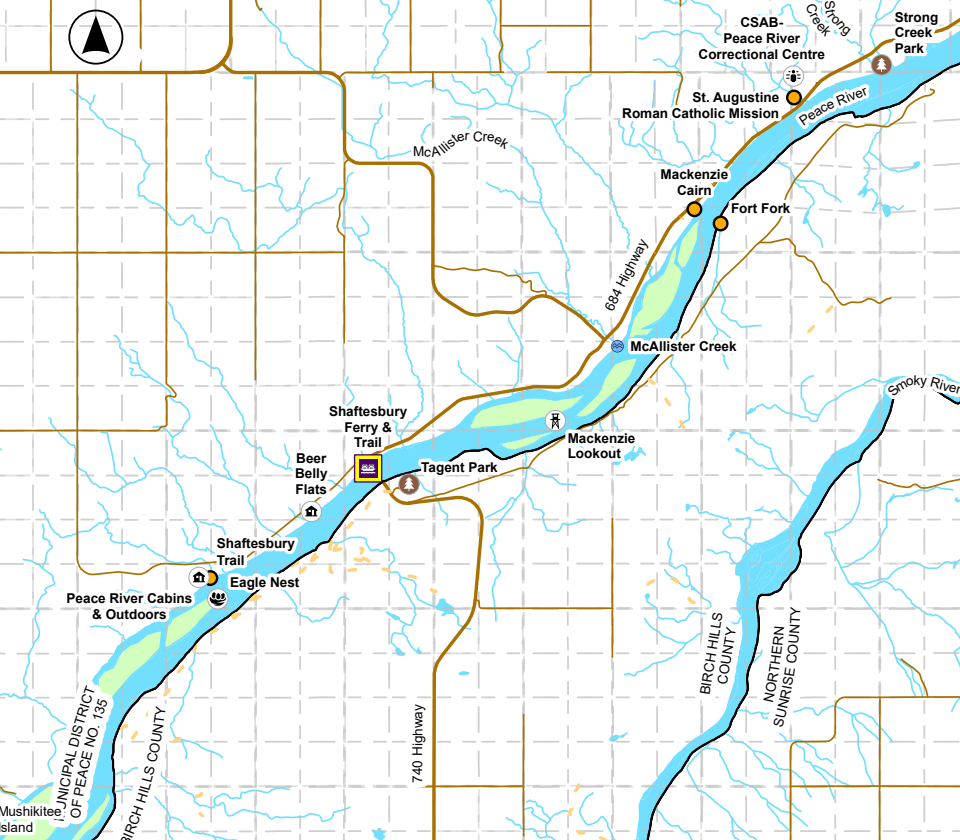 Strong
Creek
CSAB-
Peace River
Correctional Centre
Strong
Creek
Park
St. Augustine
Roman Catholic Mission
Peace River
McAllister Creek
Mackenzie
Cairn
Fort Fork
684 Highway
McAllister Creek
Smoky River
Shaftesbury
Ferry &
Trail
Mackenzie
Lookout
Beer
Belly
Flats
Tagent Park
Shaftesbury
Trail
Eagle Nest
Peace River Cabins
& Outdoors
BIRCH HILLS
COUNTY
NORTHERN
SUNRISE COUNTY
MUNICIPAL DISTRICT
OF PEACE NO. 135
BIRCH HILLS COUNTY
740 Highway
Mushikitee
Island